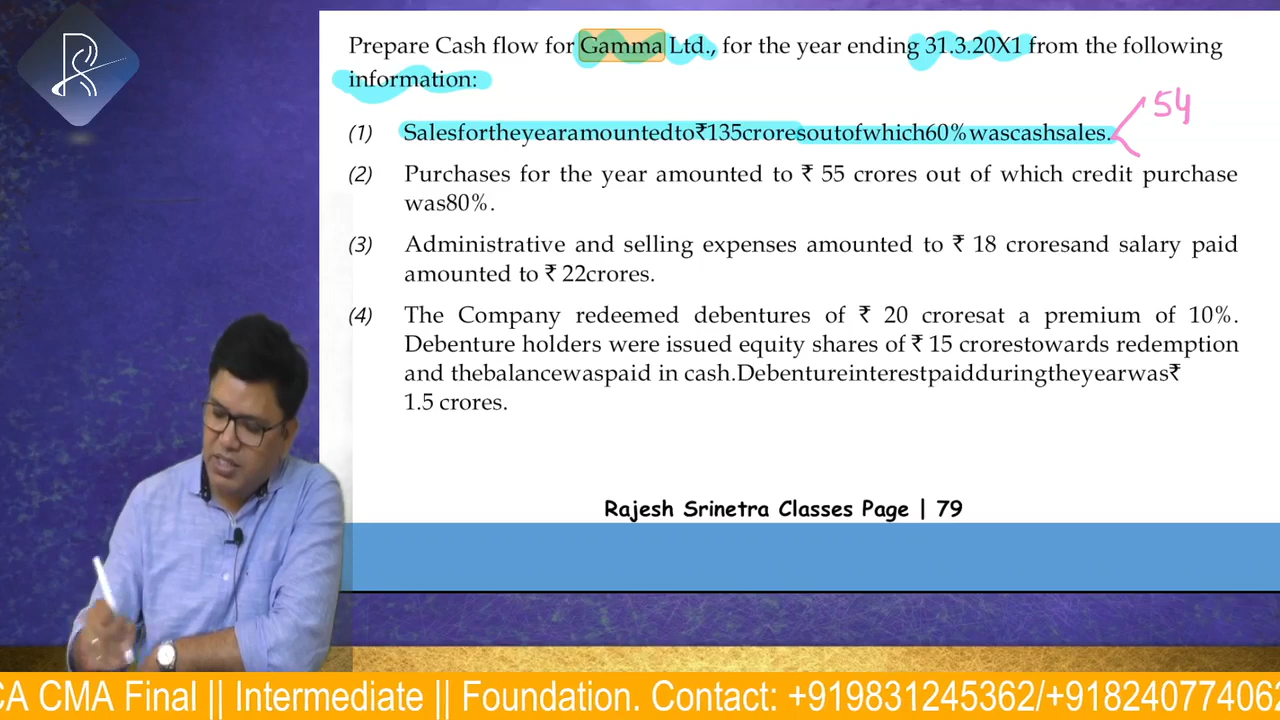 Prepare Cash flow for Gamma Ltd., for the year ending 31.3.20X1 from the following
information:
54
(1) Salesfortheyearamountedto₹135croresoutofwhich60%wascashsales.
(2) Purchases for the year amounted to ₹ 55 crores out of which credit purchase
was80%.
(3) Administrative and selling expenses amounted to ₹ 18 croresand salary paid
amounted to ₹ 22crores.
(4) The Company redeemed debentures of ₹ 20 croresat a premium of 10%.
Debenture holders were issued equity shares of ₹ 15 crorestowards redemption
and thebalancewaspaid in cash.Debentureinterestpaidduringtheyearwas₹
1.5 crores.
Rajesh Srinetra Classes Page | 79
CA CMA Final || Intermediate || Foundation. Contact: +919831245362/+91824077406